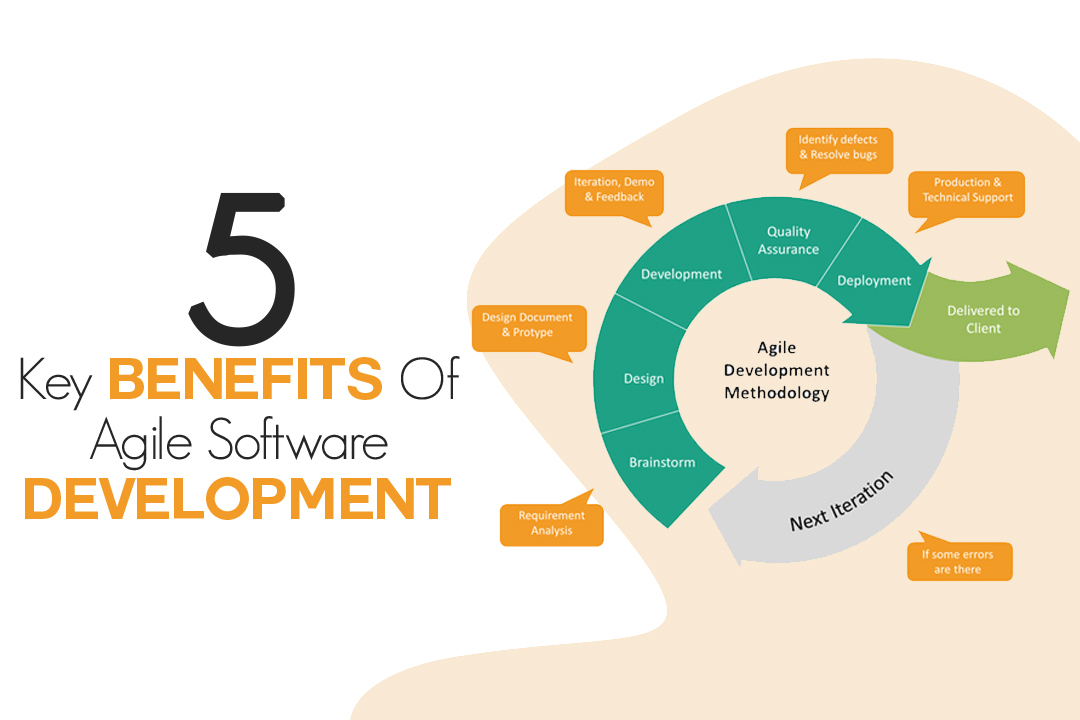 5
Key BENEFITS Of
Agile Software
DEVELOPMENT
Identify defects
& Resolve bugs
Iteration, Demo
& Feedback
Production &
Technical Support
Quality
Assurance
Development
Deployment
Design Document
& Protype
Delivered to
Client
Agile
Development
Methodology
Design
Brainstorm
Next Iteration
Requirement
Analysis
If some errors
are there